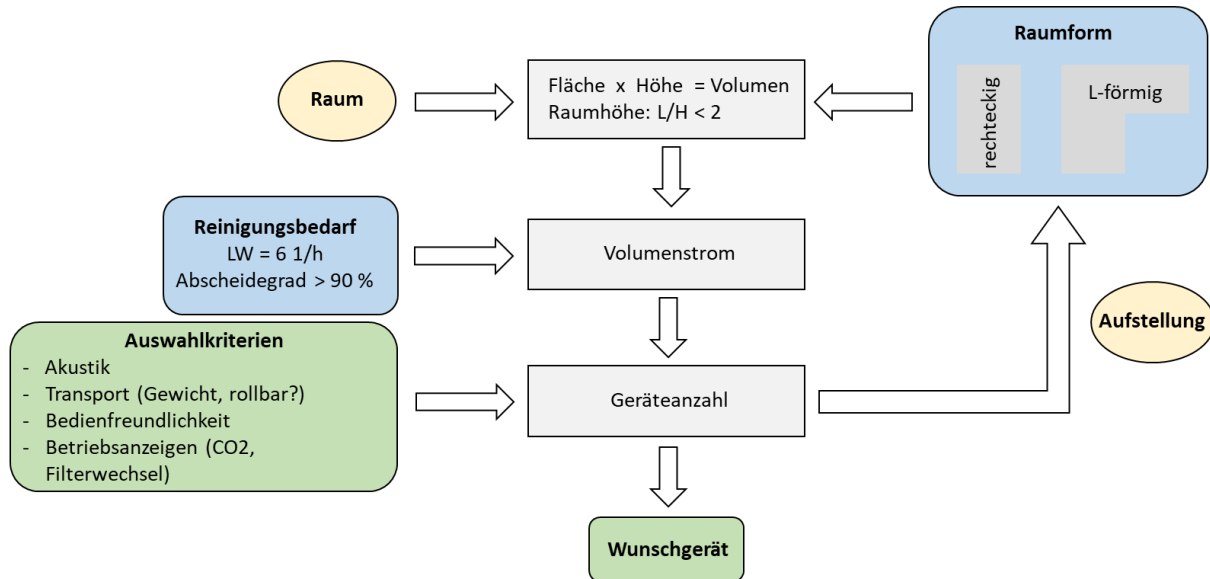 Raumform
Raum
Fläche x Höhe = Volumen
Raumhöhe: L/H < 2
rechteckig
L-förmig
Reinigungsbedarf
LW = 6 1/h
Abscheidegrad > 90 %
Volumenstrom
Aufstellung
Auswahlkriterien
- Akustik
- Transport (Gewicht, rollbar?)
- Bedienfreundlichkeit
- Betriebsanzeigen (CO2,
Filterwechsel)
Geräteanzahl
Wunschgerät